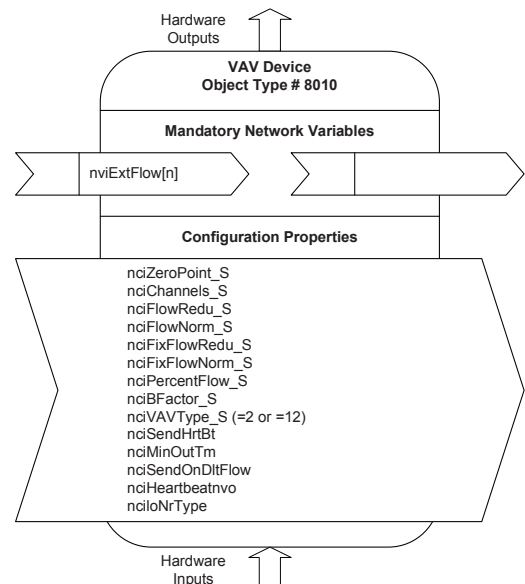 Hardware
Outputs
VAV Device
Object Type # 8010
Mandatory Network Variables
nviExtFlow[n]
Configuration Properties
nciZeroPoint_S
nciChannels_S
nciFlowRedu_S
nciFlowNorm_S
nciFixFlowRedu_S
nciFixFlowNorm_S
nciPercentFlow_S
nciBFactor_S
nciVAVType_S (=2 or =12)
nciSendHrtBt
nciMinOutTm
nciSendOnDltFlow
nciHeartbeatnvo
nciIoNrType
Hardware
Inputs